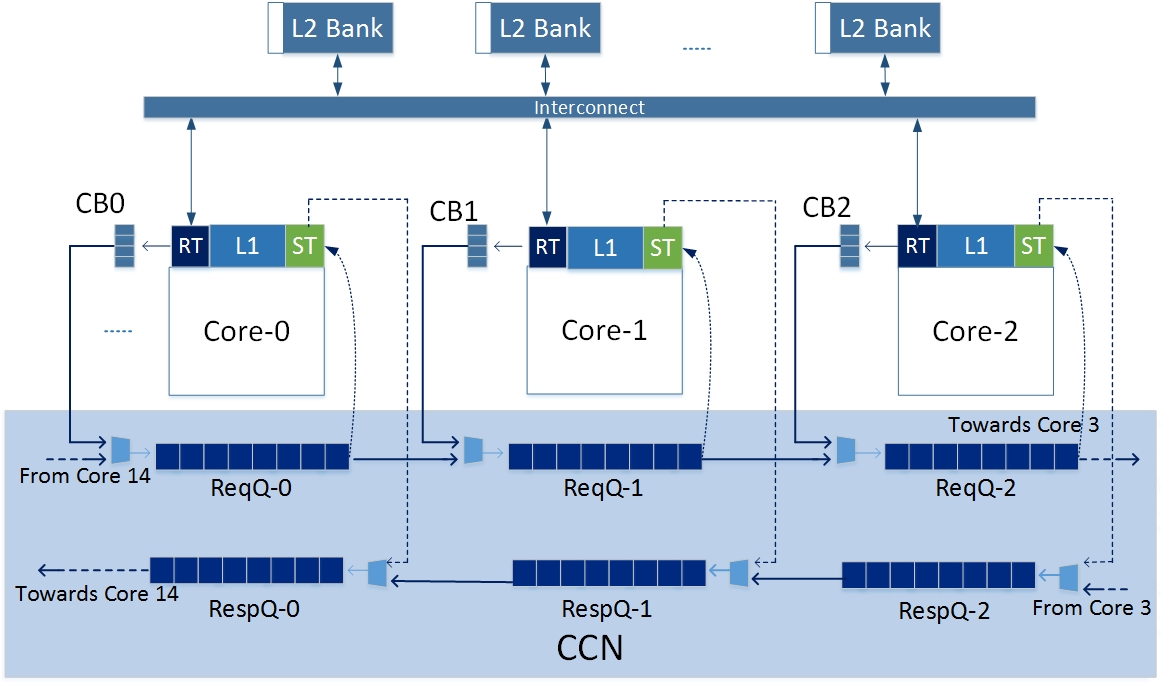 L2 Bank
L2 Bank
L2 Bank
Interconnect
CB0
CB1
CB2
RT
L1
ST
RT
L1
ST
RT
L1
ST
Core-0
Core-1
Core-2
Towards Core 3
From Core 14
ReqQ-0
ReqQ-1
ReqQ-2
Towards Core 14
RespQ-0
RespQ-1
RespQ-2
From Core 3
CCN